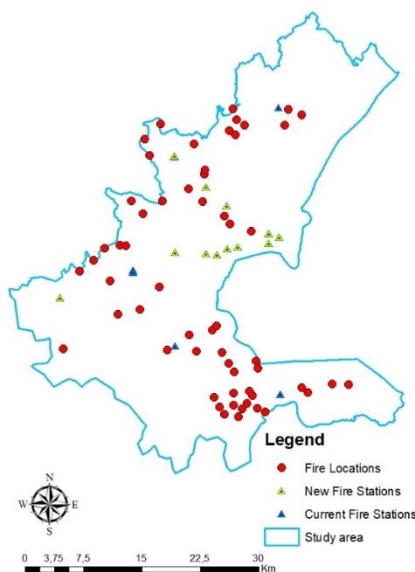 Legend
Fire Locations
New Fire Stations
Current Fire Stations
Study area
N
W E
S
0 3,75 7,5 15 22,5 30
Km